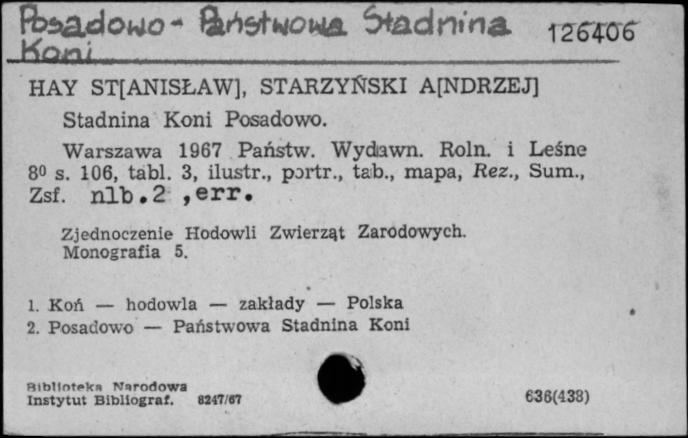 Posadowo - Państwowa Stadnina 126406
Koni
HAY ST[ANISŁAW], STARZYŃSKI A[NDRZEJ]
Stadnina Koni Posadowo.
Warszawa 1967 Państw. Wydawn. Roln. i Leśne
8⁰ s. 106, tabl. 3, ilustr., portr., tab., mapa, Rez., Sum.,
Zsf. nlb.2 ,err.
Zjednoczenie Hodowli Zwierząt Zarodowych.
Monografia 5.
1. Koń — hodowla — zakłady — Polska
2. Posadowo — Państwowa Stadnina Koni
Biblioteka Narodowa
Instytut Bibliograf. 8247/67 636(438)